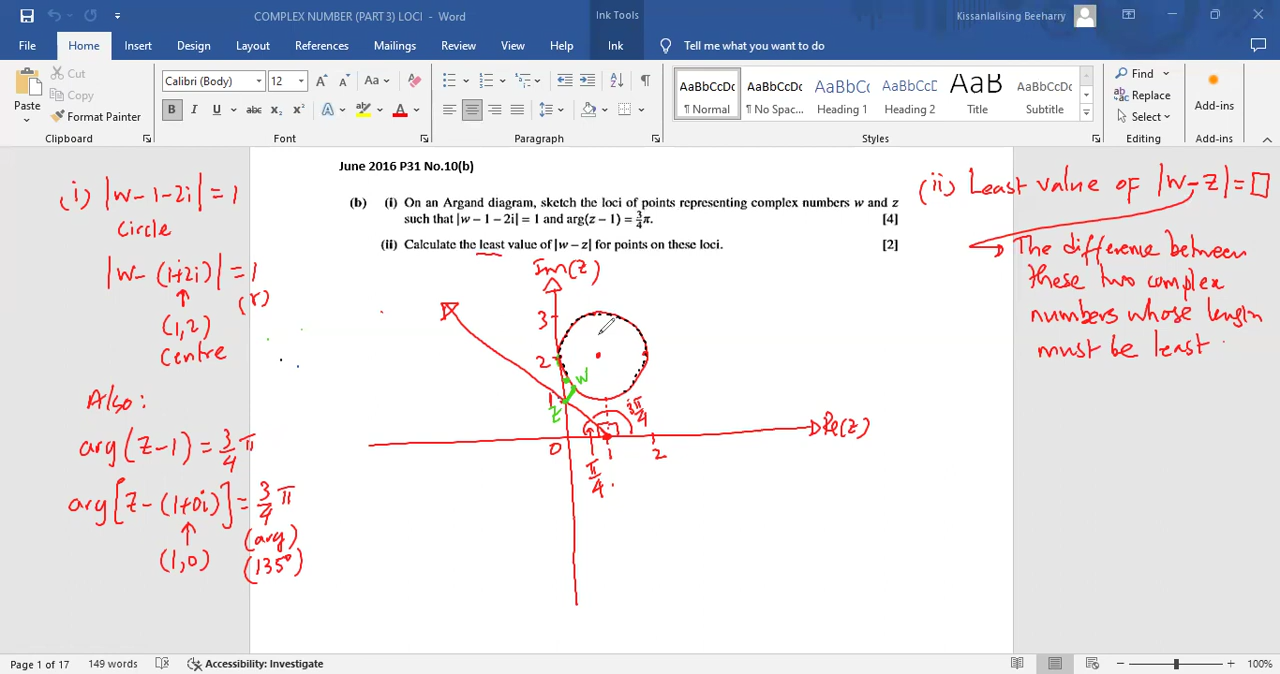 COMPLEX NUMBER (PART 3) LOCI - Word
Ink Tools
Kissanlallsing Beeharry
File Home Insert Design Layout References Mailings Review View Help Ink Tell me what you want to do
Paste
Cut
Copy
Format Painter
Clipboard
Calibri (Body) 12
B I U abc x₂ x²
Font
Paragraph
AaBbCcDc AaBbCcDc AaBbCc AaBbCcD AaB AaBbCcDc
¶ Normal ¶ No Spac... Heading 1 Heading 2 Title Subtitle
Styles
Find
Replace
Select
Editing
Add-ins
Add-ins
June 2016 P31 No.10(b)
(b) (i) On an Argand diagram, sketch the loci of points representing complex numbers w and z
such that |w − 1 − 2i| = 1 and arg(z − 1) = ¾π. [4]
(ii) Calculate the least value of |w − z| for points on these loci. [2]
(i) |w-1-2i| = 1
Circle
|w-(1+2i)| = 1
(r)
(1,2)
Centre
Also:
arg(z-1) = 3/4 π
arg[z-(1+0i)] = 3/4 π
(arg)
(1,0) (135°)
Im(z)
3
2
w
1
z
3π/4
Re(z)
0 1 2
π/4
(ii) Least value of |w-z| = □
The difference between
these two complex
numbers whose length
must be least
Page 1 of 17 149 words Accessibility: Investigate 100%